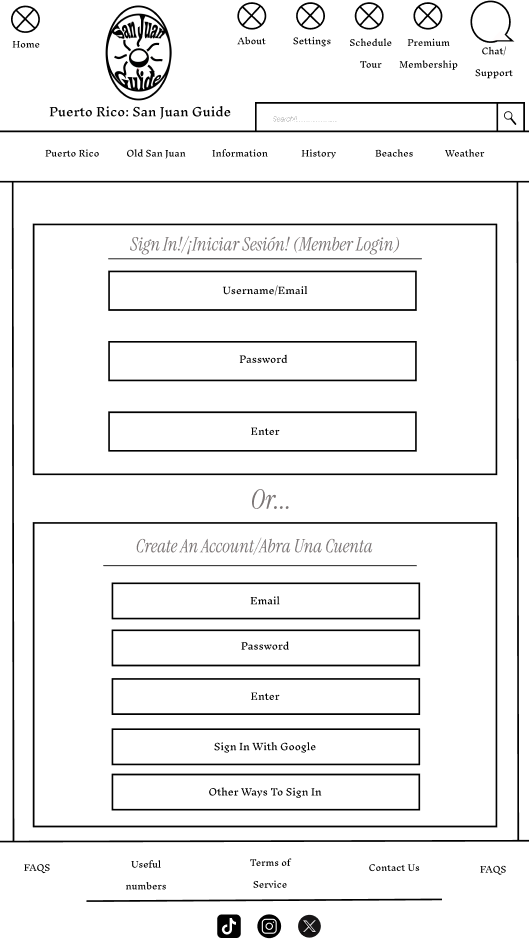 Home
San Juan
Guide
About
Settings
Schedule
Tour
Premium
Membership
Chat/
Support
Puerto Rico: San Juan Guide
Search................
Puerto Rico
Old San Juan
Information
History
Beaches
Weather
Sign In!/¡Iniciar Sesión! (Member Login)
Username/Email
Password
Enter
Or...
Create An Account/Abra Una Cuenta
Email
Password
Enter
Sign In With Google
Other Ways To Sign In
FAQS
Useful
numbers
Terms of
Service
Contact Us
FAQS